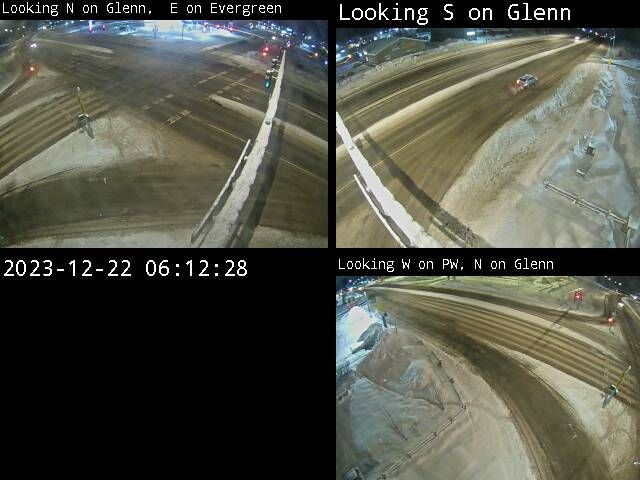 Looking N on Glenn,  E on Evergreen
Looking S on Glenn
2023-12-22 06:12:28
Looking W on PW, N on Glenn